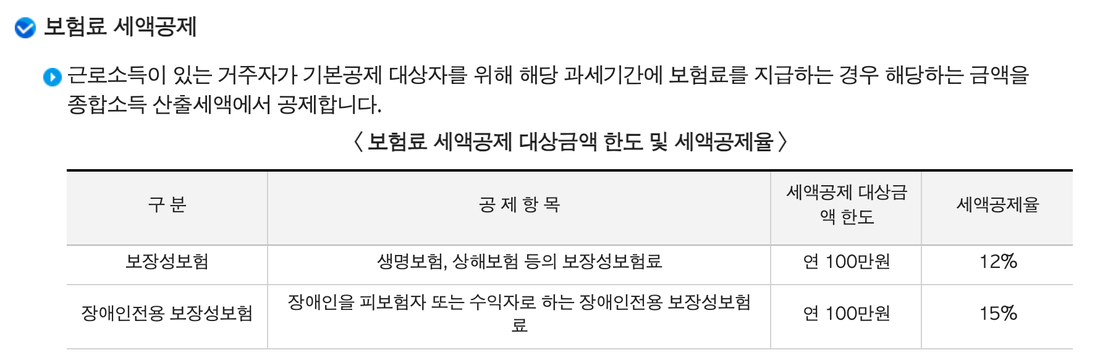 보험료 세액공제
근로소득이 있는 거주자가 기본공제 대상자를 위해 해당 과세기간에 보험료를 지급하는 경우 해당하는 금액을
종합소득 산출세액에서 공제합니다.
〈 보험료 세액공제 대상금액 한도 및 세액공제율 〉
구 분 공 제 항 목 세액공제 대상금 세액공제율
액 한도
보장성보험 생명보험, 상해보험 등의 보장성보험료 연 100만원 12%
장애인전용 보장성보험 장애인을 피보험자 또는 수익자로 하는 장애인전용 보장성보험 연 100만원 15%
료